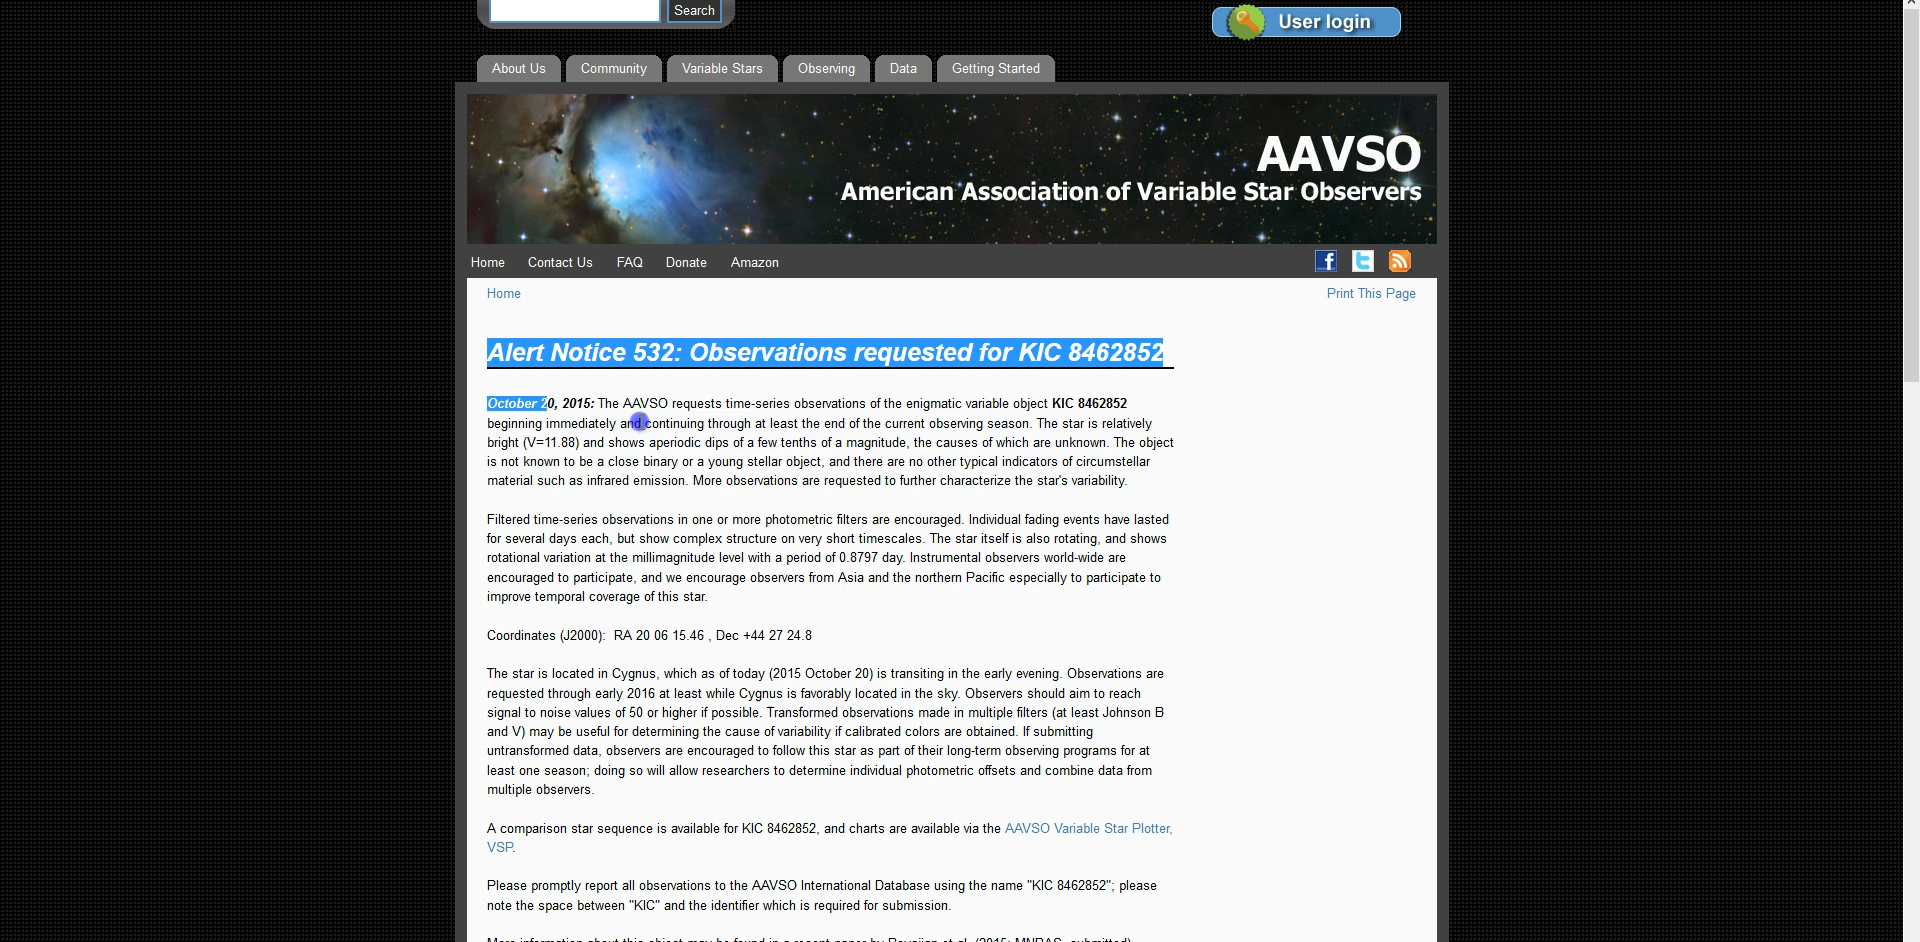 Search
User login
About Us
Community
Variable Stars
Observing
Data
Getting Started
AAVSO
American Association of Variable Star Observers
Home
Contact Us
FAQ
Donate
Amazon
Home
Print This Page
Alert Notice 532: Observations requested for KIC 8462852
October 20, 2015: The AAVSO requests time-series observations of the enigmatic variable object KIC 8462852
beginning immediately and continuing through at least the end of the current observing season. The star is relatively
bright (V=11.88) and shows aperiodic dips of a few tenths of a magnitude, the causes of which are unknown. The object
is not known to be a close binary or a young stellar object, and there are no other typical indicators of circumstellar
material such as infrared emission. More observations are requested to further characterize the star's variability.
Filtered time-series observations in one or more photometric filters are encouraged. Individual fading events have lasted
for several days each, but show complex structure on very short timescales. The star itself is also rotating, and shows
rotational variation at the millimagnitude level with a period of 0.8797 day. Instrumental observers world-wide are
encouraged to participate, and we encourage observers from Asia and the northern Pacific especially to participate to
improve temporal coverage of this star.
Coordinates (J2000):  RA 20 06 15.46 , Dec +44 27 24.8
The star is located in Cygnus, which as of today (2015 October 20) is transiting in the early evening. Observations are
requested through early 2016 at least while Cygnus is favorably located in the sky. Observers should aim to reach
signal to noise values of 50 or higher if possible. Transformed observations made in multiple filters (at least Johnson B
and V) may be useful for determining the cause of variability if calibrated colors are obtained. If submitting
untransformed data, observers are encouraged to follow this star as part of their long-term observing programs for at
least one season; doing so will allow researchers to determine individual photometric offsets and combine data from
multiple observers.
A comparison star sequence is available for KIC 8462852, and charts are available via the AAVSO Variable Star Plotter,
VSP.
Please promptly report all observations to the AAVSO International Database using the name "KIC 8462852"; please
note the space between "KIC" and the identifier which is required for submission.
More information about this object may be found in a recent paper by Boyajian et al. (2015; MNRAS, submitted)